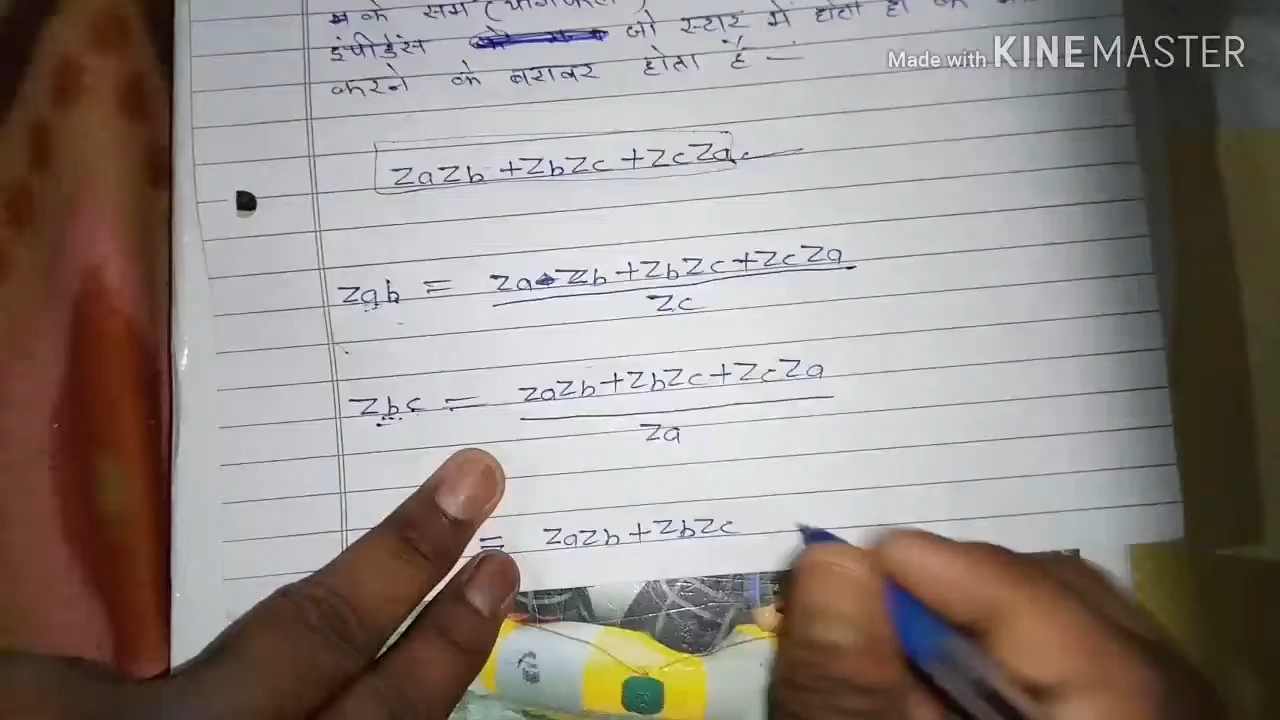 के सम
इंपीडेंस जो स्टार में होता है
करने के बराबर होता है —
Made with KINEMASTER
ZaZb + ZbZc + ZcZa
Zab = ZaZb + ZbZc + ZcZa
Zc
Zbc = ZaZb + ZbZc + ZcZa
Za
= ZaZb + ZbZc